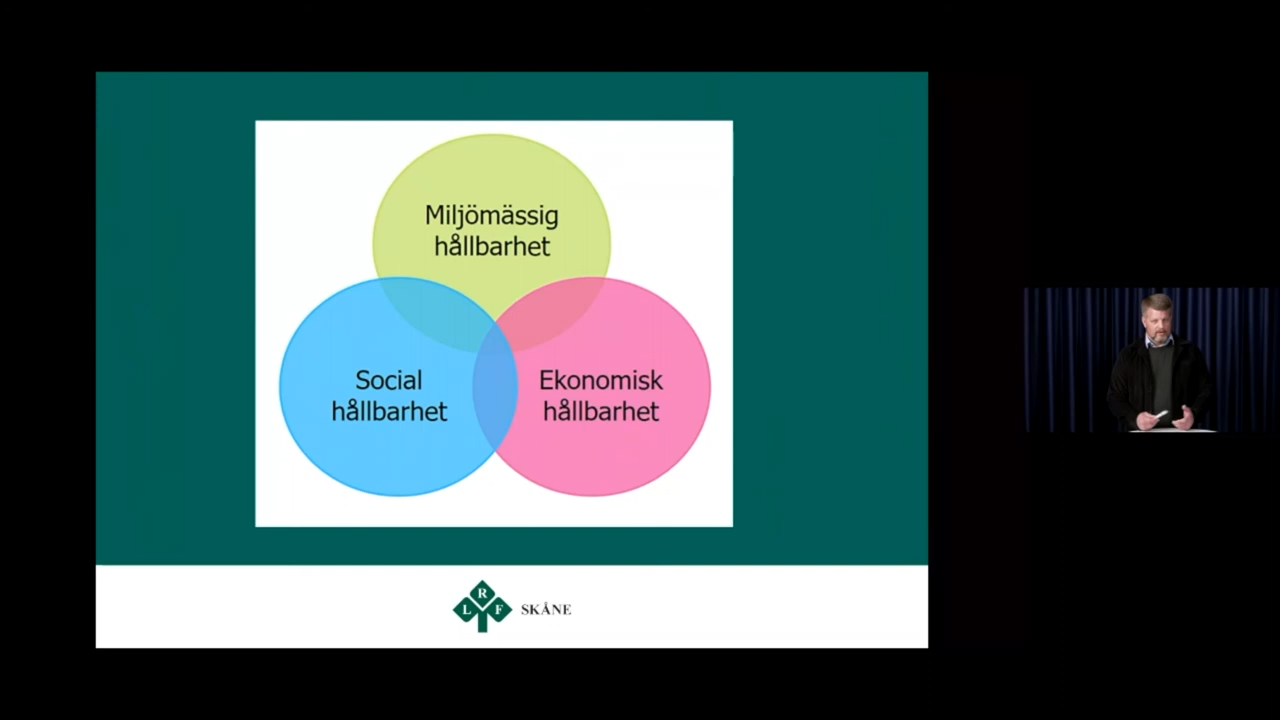 Miljömässig
hållbarhet
Social
hållbarhet
Ekonomisk
hållbarhet
L R F SKÅNE